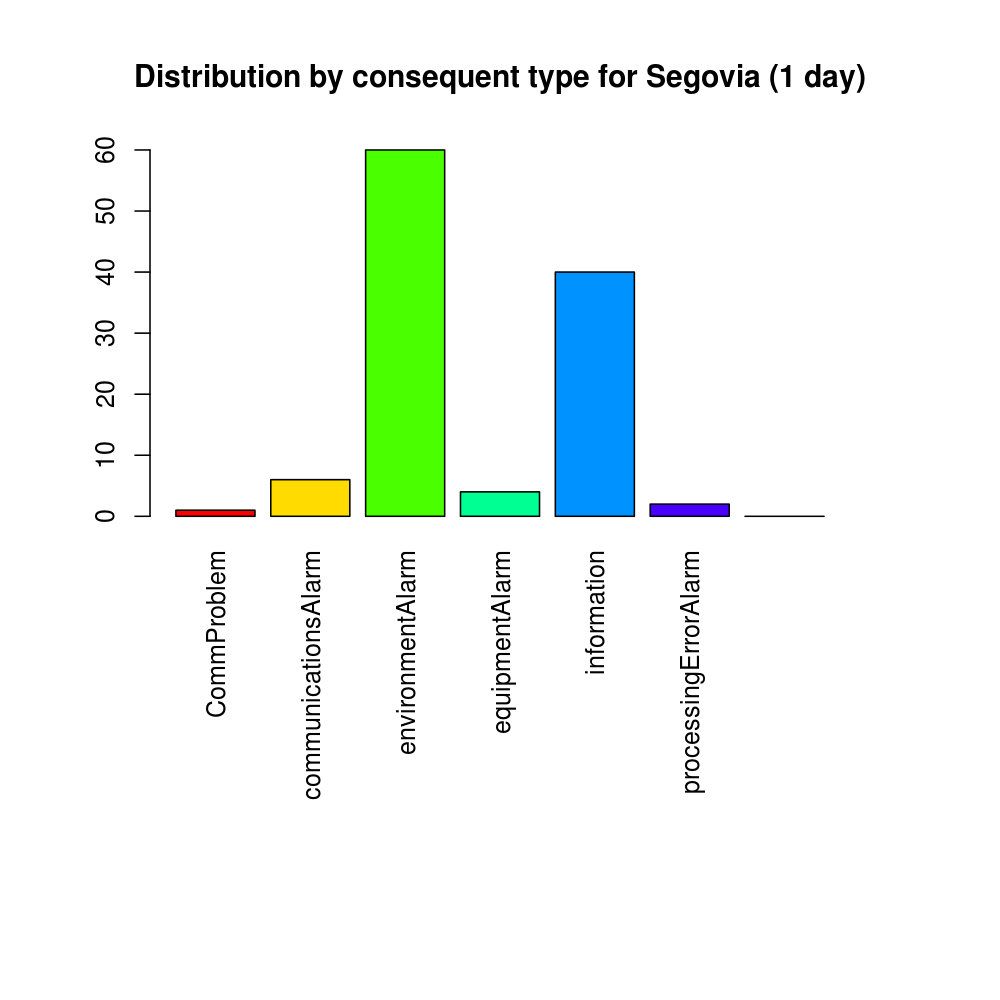 Distribution by consequent type for Segovia (1 day)
60
50
40
30
20
10
0
CommProblem
communicationsAlarm
environmentAlarm
equipmentAlarm
information
processingErrorAlarm